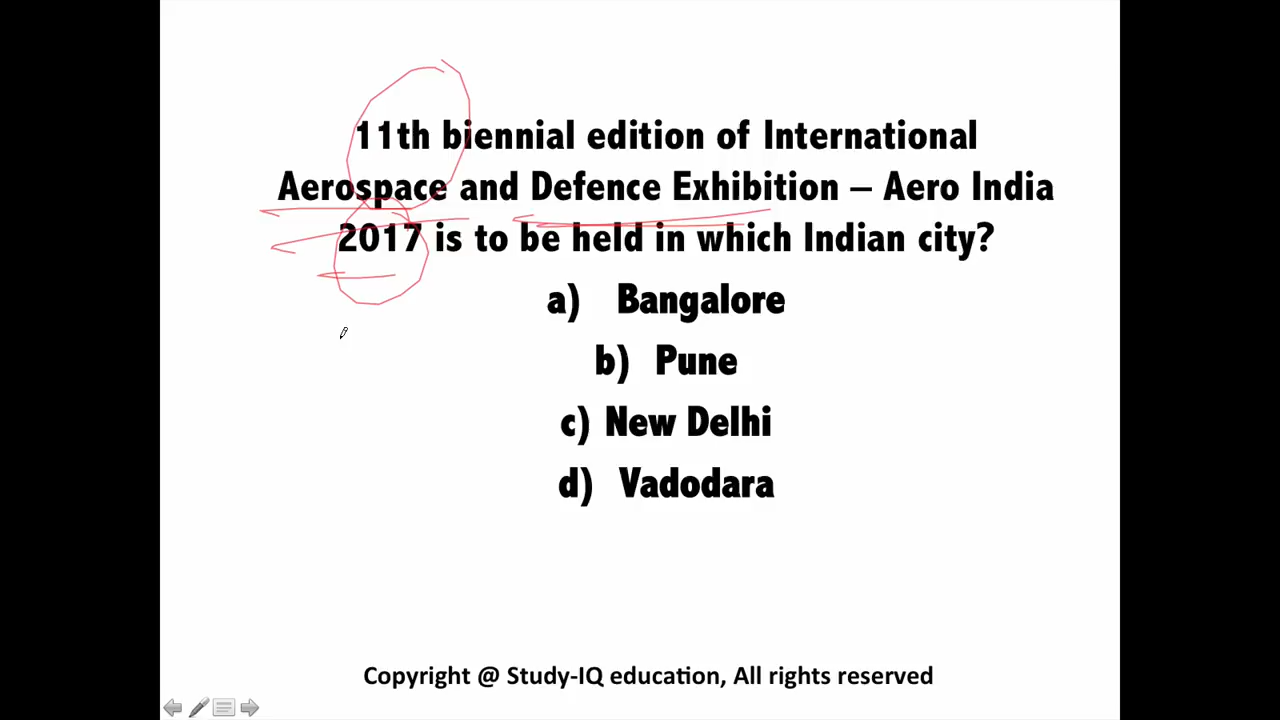 11th biennial edition of International
Aerospace and Defence Exhibition – Aero India
2017 is to be held in which Indian city?
a) Bangalore
b) Pune
c) New Delhi
d) Vadodara
Copyright @ Study-IQ education, All rights reserved